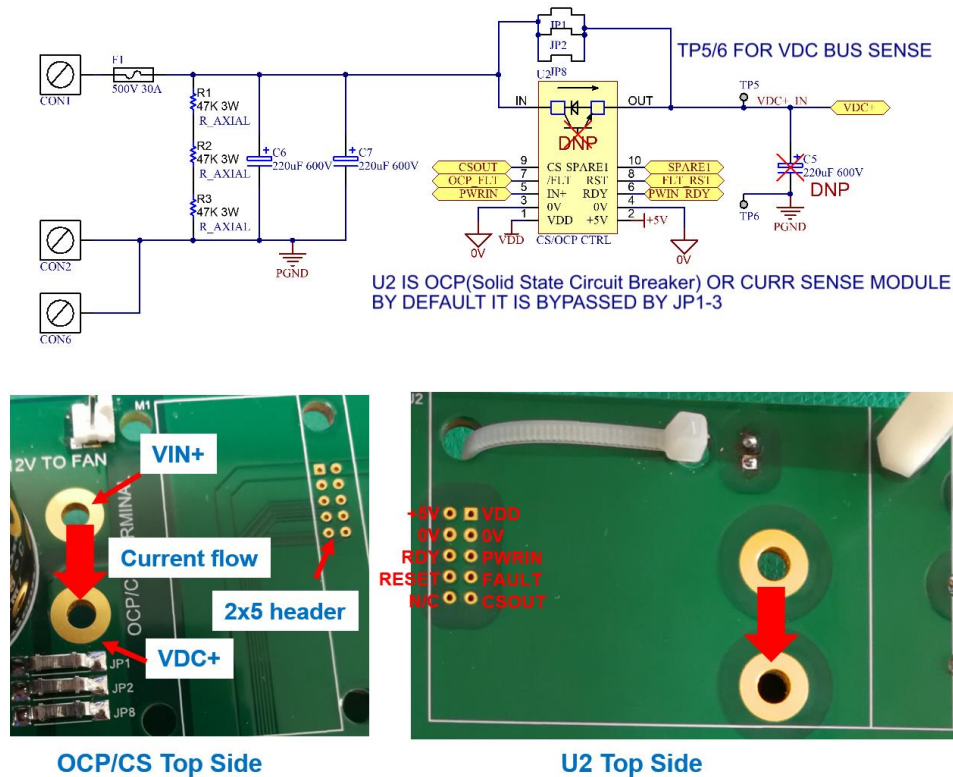 JP1
JP2
JP8
TP5/6 FOR VDC BUS SENSE
F1
500V 30A
CON1
U2
IN
OUT
TP5
VDC+_IN
VDC+
R1
47K 3W
R_AXIAL
DNP
+
C6
220uF 600V
+
C7
220uF 600V
+
C5
220uF 600V
DNP
R2
47K 3W
R_AXIAL
CSOUT 9 CS SPARE1 10 SPARE1
OCP_FLT 7 /FLT RST 8 FLT_RST
PWRIN 5 IN+ RDY 6 PWIN_RDY
3 0V 0V 4
1 VDD +5V 2 +5V
R3
47K 3W
R_AXIAL
TP6
PGND
0V
VDD
CS/OCP CTRL
0V
CON2
PGND
U2 IS OCP(Solid State Circuit Breaker) OR CURR SENSE MODULE
BY DEFAULT IT IS BYPASSED BY JP1-3
CON6
M1
12V TO FAN
VIN+
Current flow
2x5 header
VDC+
JP1
JP2
JP8
OCP/CS Top Side
+5V VDD
0V 0V
RDY PWRIN
RESET FAULT
N/C CSOUT
U2 Top Side